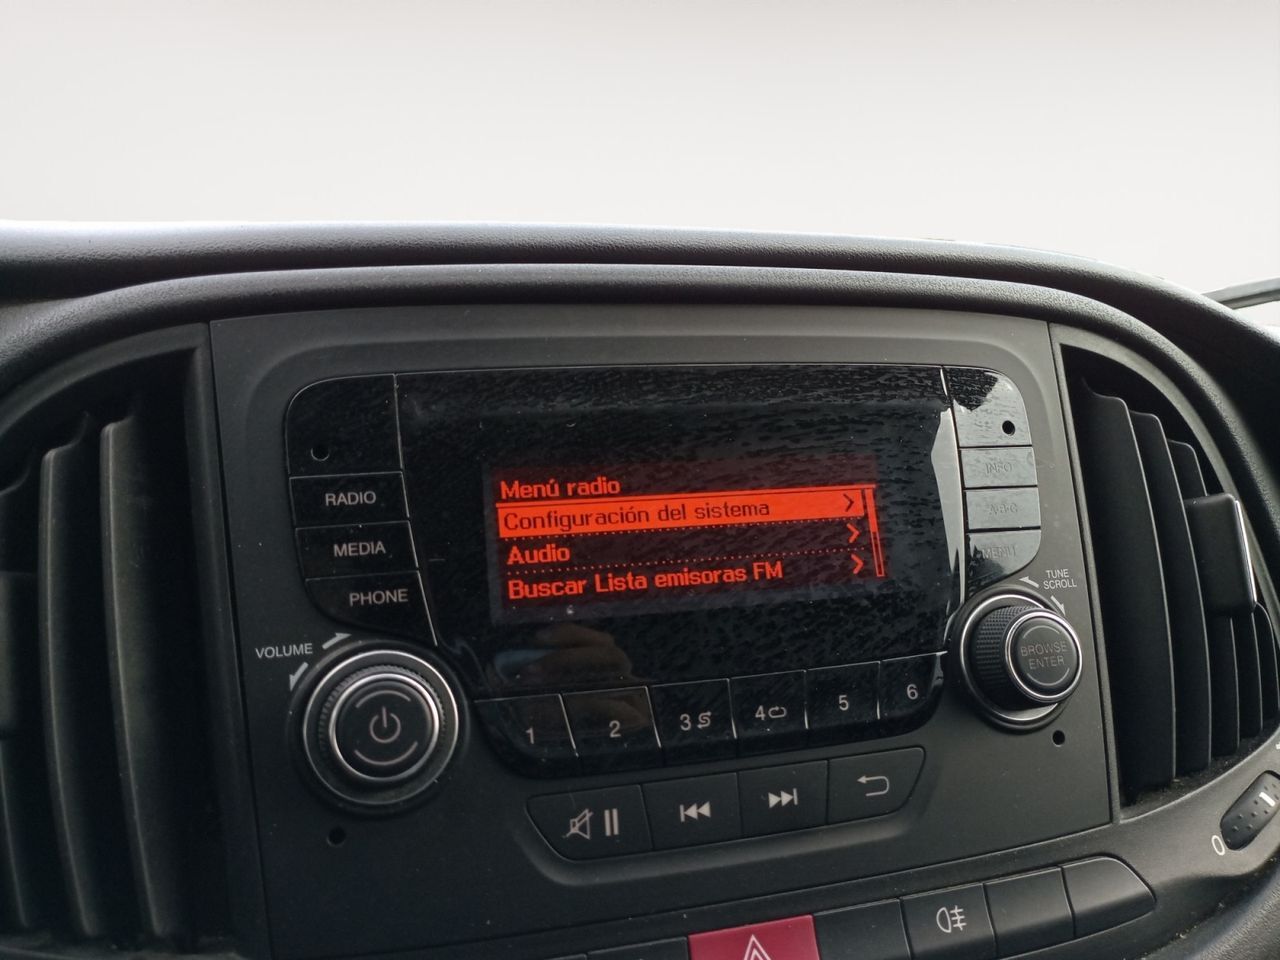 RADIO
MEDIA
PHONE
VOLUME
Menú radio
Configuración del sistema
Audio
Buscar Lista emisoras FM
INFO
A·B·C
MENU
TUNE
SCROLL
BROWSE
ENTER
1
2
3
4
5
6
0